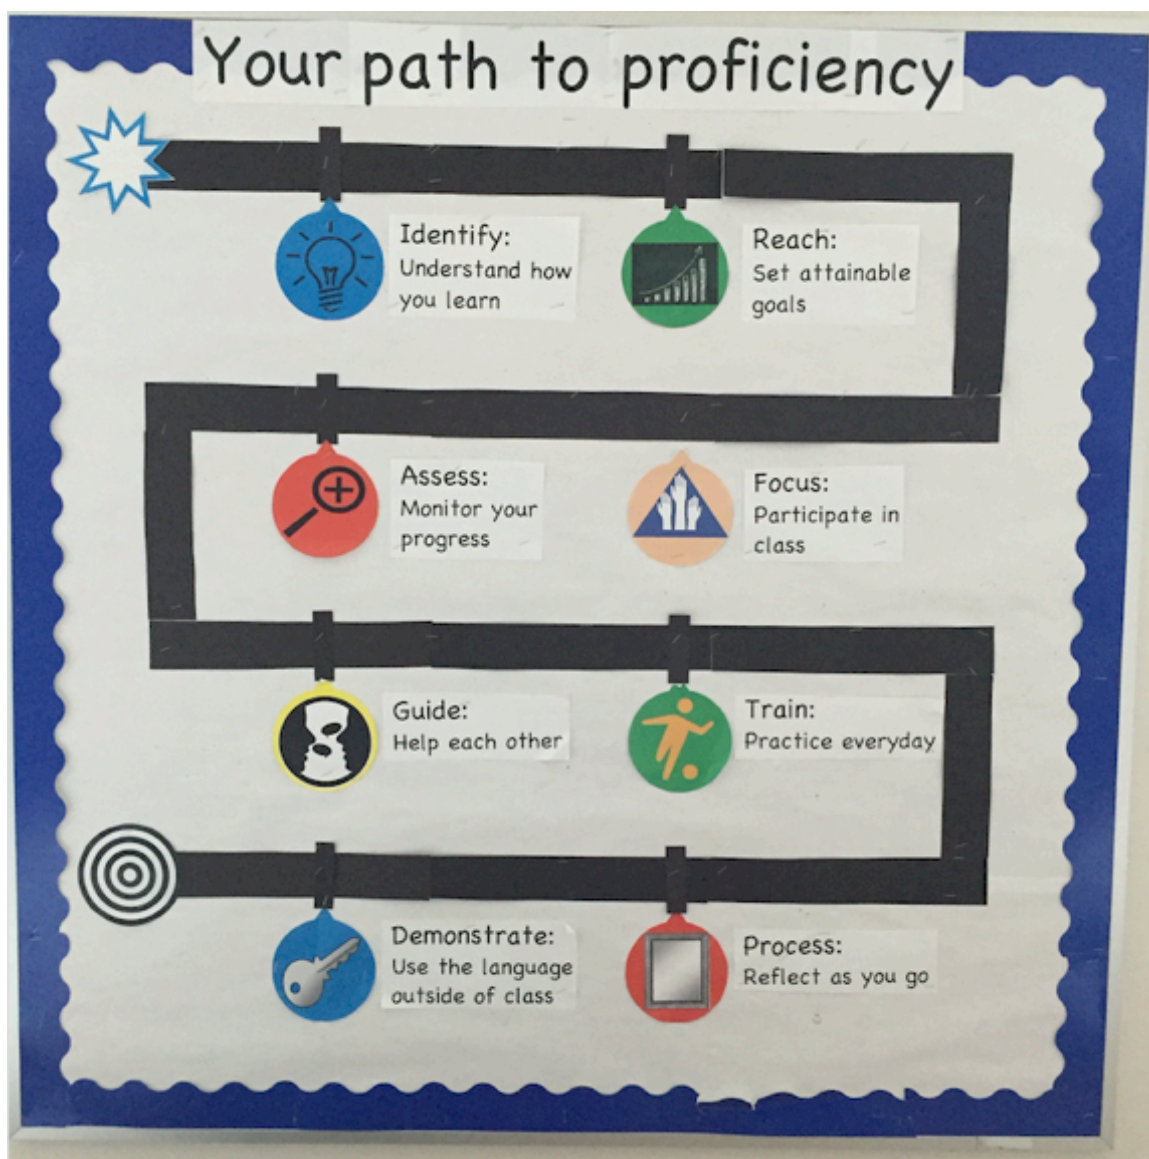 Your path to proficiency
Identify:
Understand how
you learn
Reach:
Set attainable
goals
Assess:
Monitor your
progress
Focus:
Participate in
class
Guide:
Help each other
Train:
Practice everyday
Demonstrate:
Use the language
outside of class
Process:
Reflect as you go